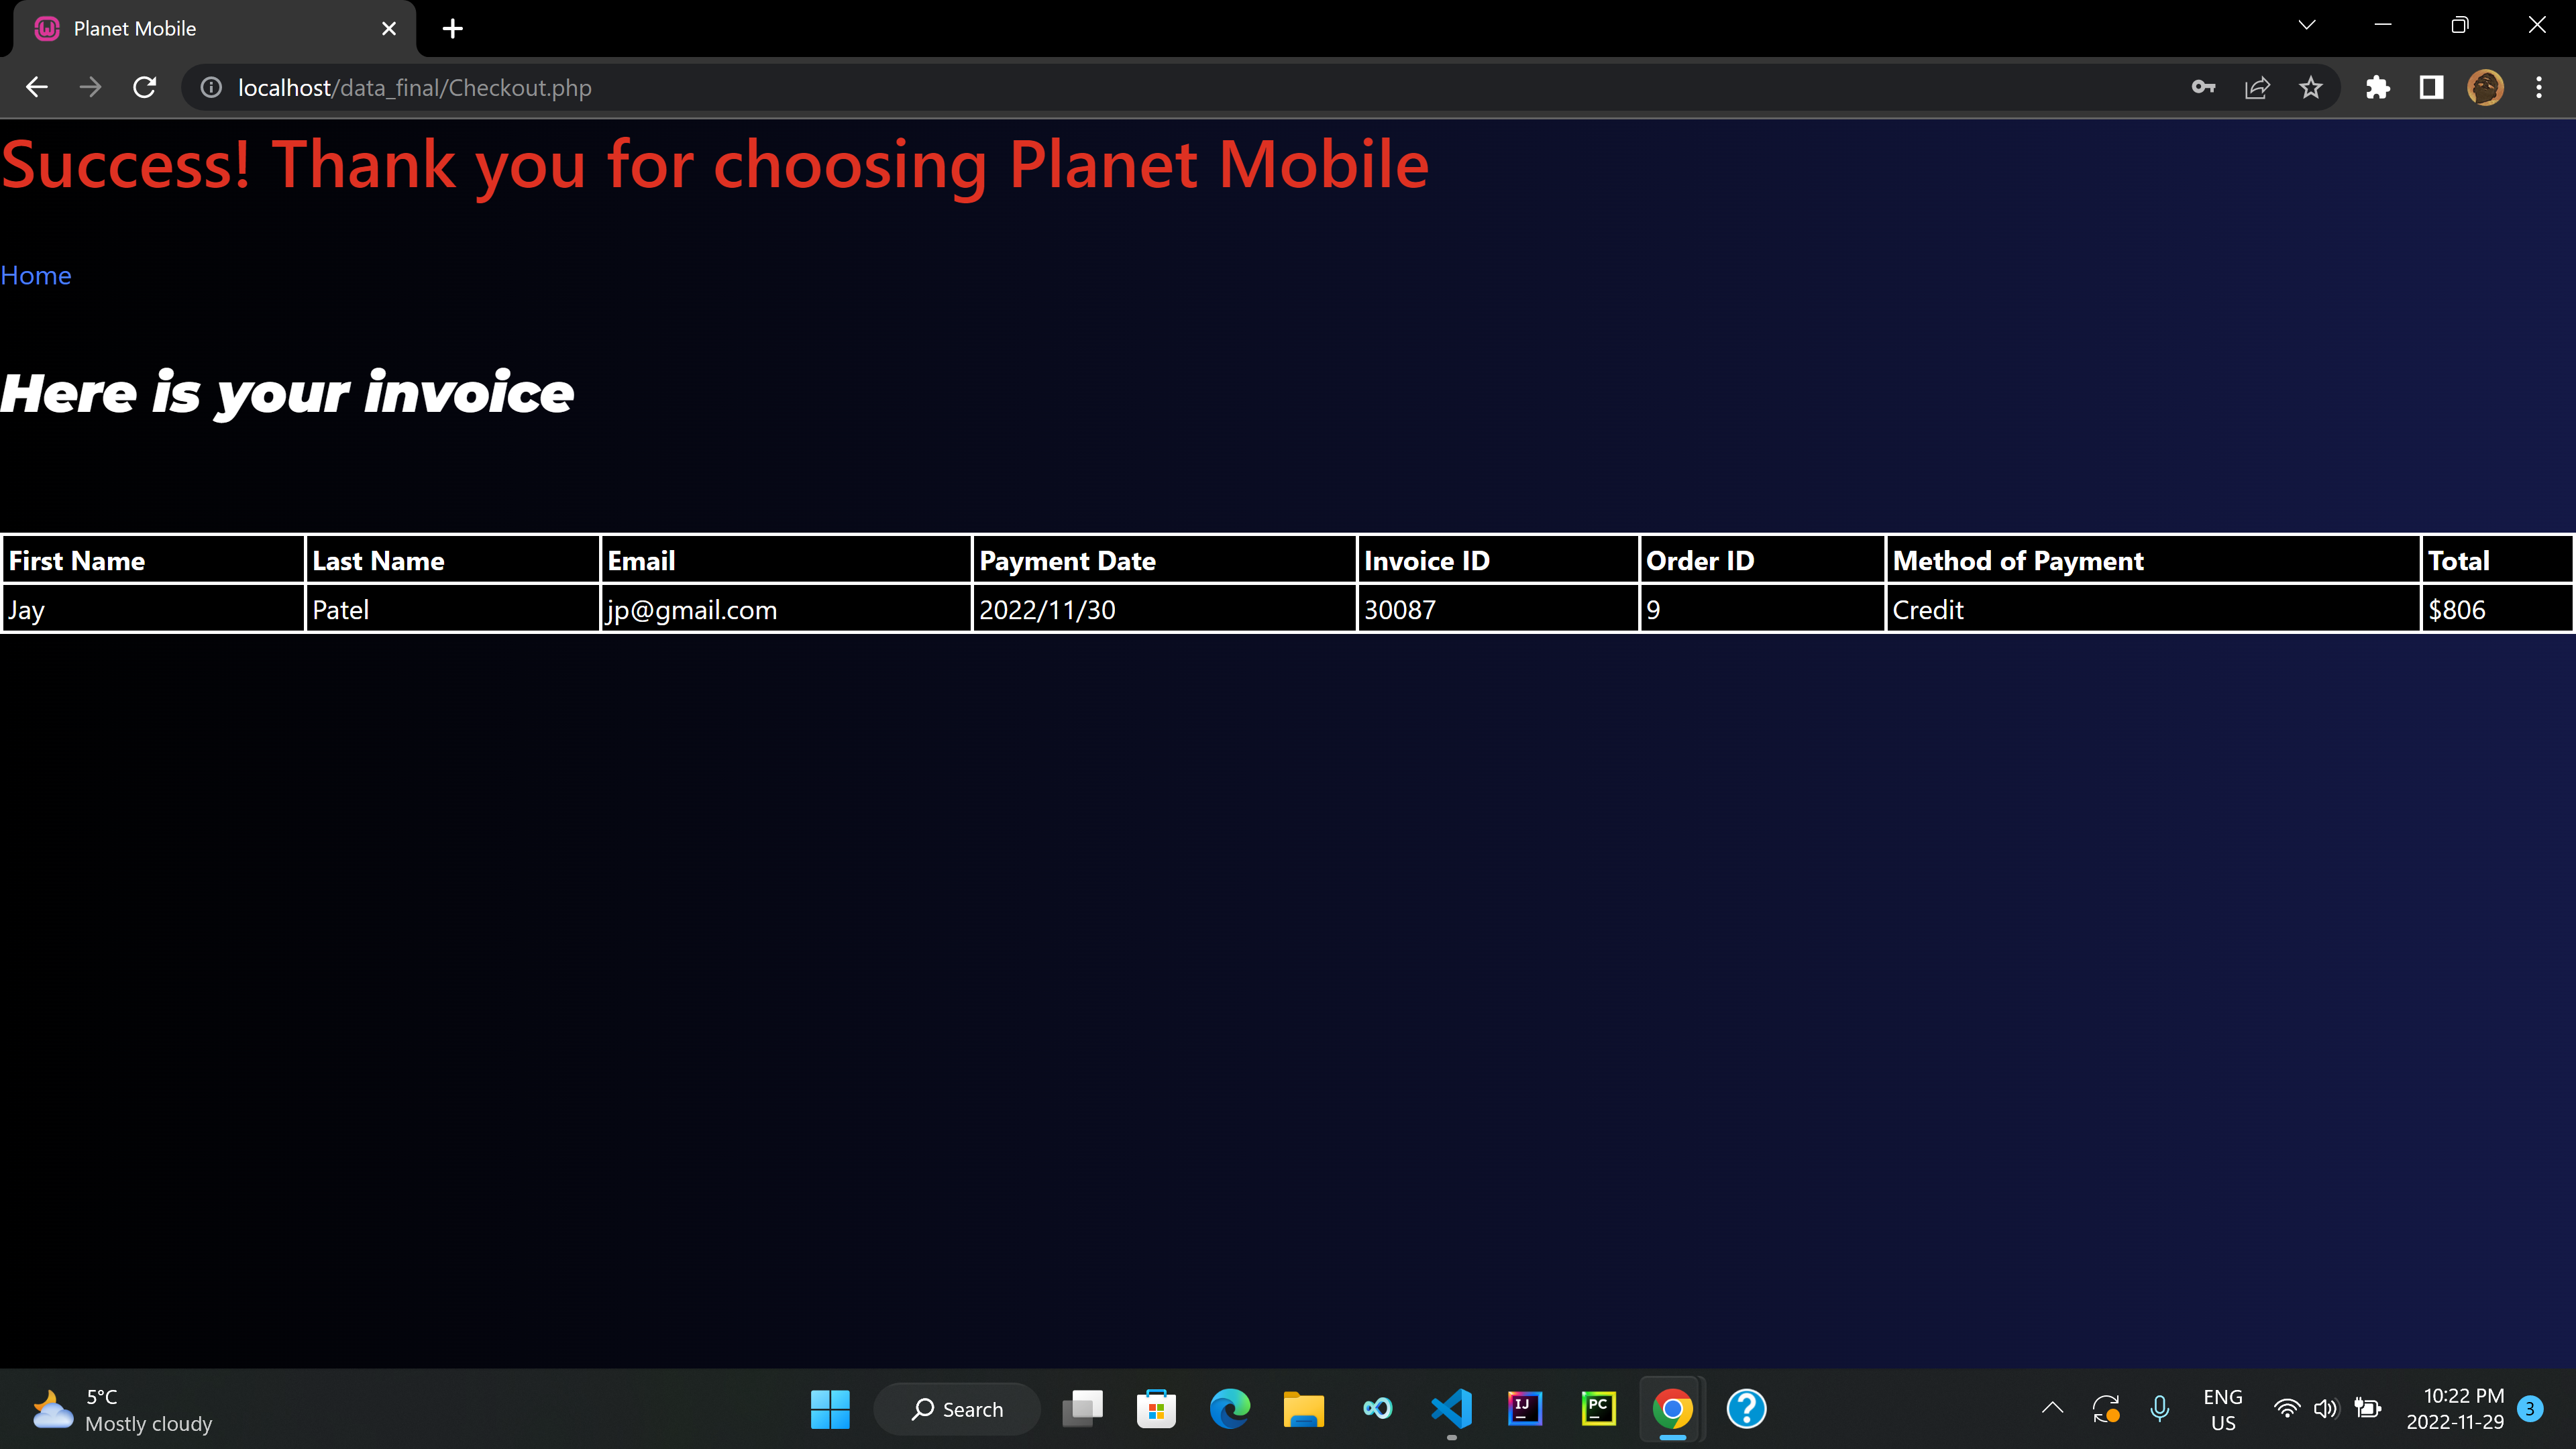 Planet Mobile
localhost/data_final/Checkout.php
Success! Thank you for choosing Planet Mobile
Home
Here is your invoice
First Name Last Name Email Payment Date Invoice ID Order ID Method of Payment Total
Jay Patel jp@gmail.com 2022/11/30 30087 9 Credit $806
5°C
Mostly cloudy
Search
IJ
PC
ENG
US
10:22 PM
2022-11-29
3